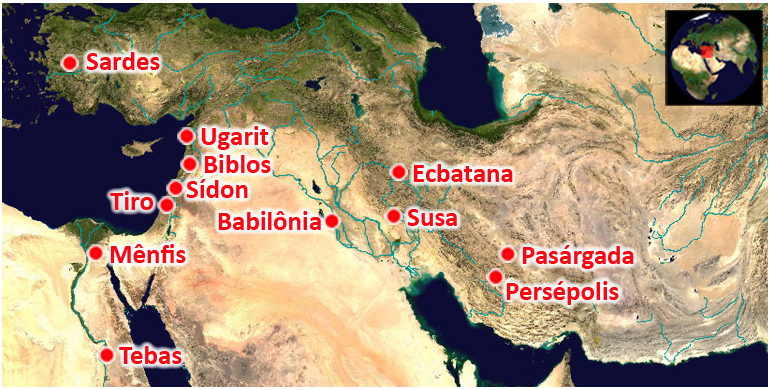 Sardes
Ugarit
Biblos
Ecbatana
Sídon
Tiro
Babilônia
Susa
Mênfis
Pasárgada
Persépolis
Tebas